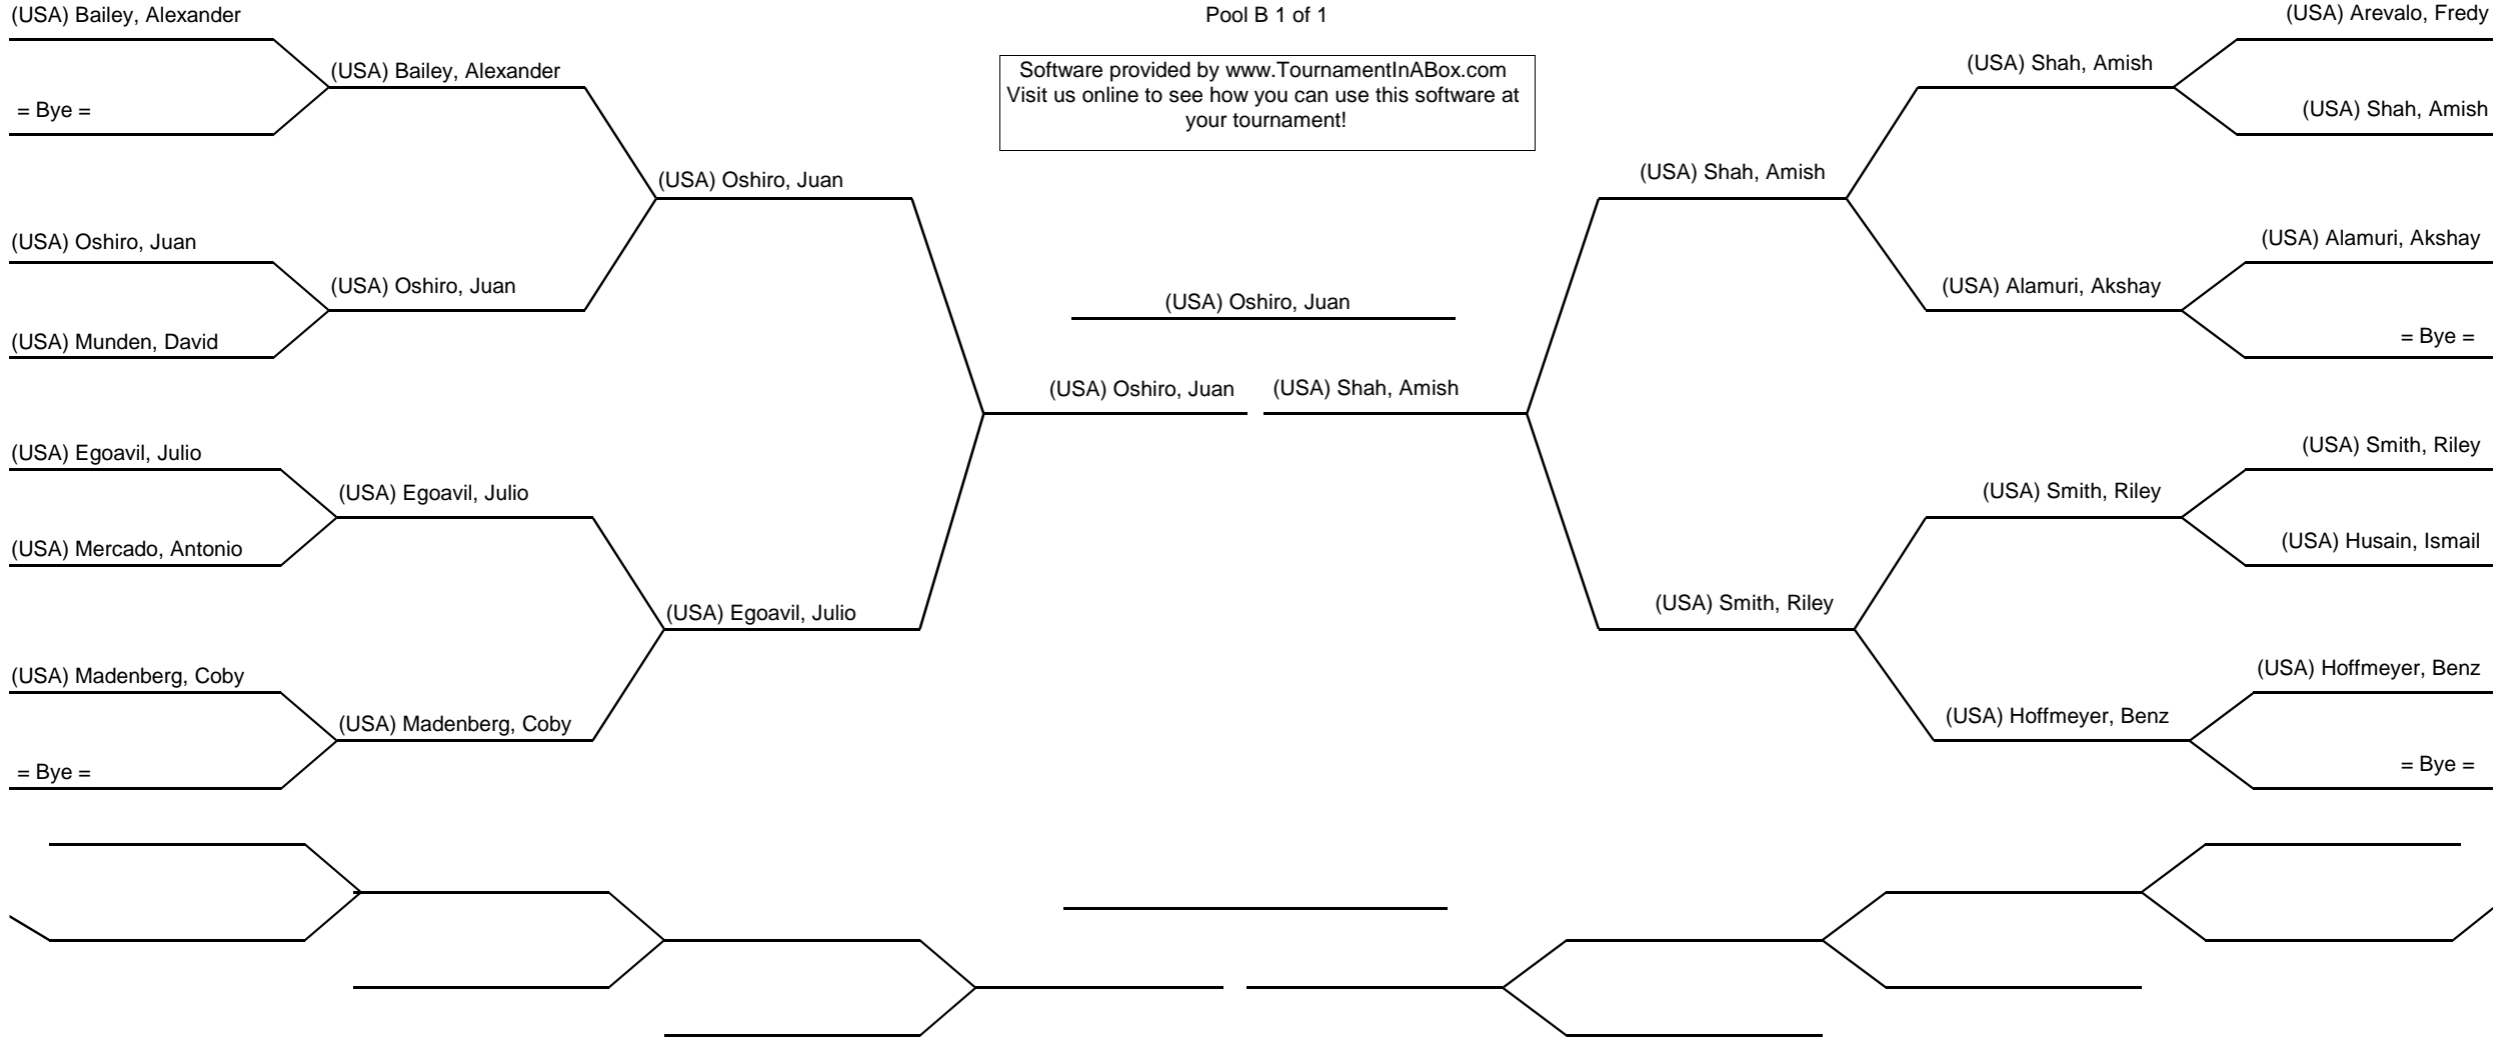 (USA) Bailey, Alexander
Pool B 1 of 1
(USA) Arevalo, Fredy
(USA) Bailey, Alexander
Software provided by www.TournamentInABox.com
Visit us online to see how you can use this software at
your tournament!
(USA) Shah, Amish
= Bye =
(USA) Shah, Amish
(USA) Oshiro, Juan
(USA) Shah, Amish
(USA) Oshiro, Juan
(USA) Alamuri, Akshay
(USA) Oshiro, Juan
(USA) Oshiro, Juan
(USA) Alamuri, Akshay
(USA) Munden, David
= Bye =
(USA) Oshiro, Juan
(USA) Shah, Amish
(USA) Egoavil, Julio
(USA) Smith, Riley
(USA) Egoavil, Julio
(USA) Smith, Riley
(USA) Mercado, Antonio
(USA) Husain, Ismail
(USA) Egoavil, Julio
(USA) Smith, Riley
(USA) Madenberg, Coby
(USA) Hoffmeyer, Benz
(USA) Madenberg, Coby
(USA) Hoffmeyer, Benz
= Bye =
= Bye =